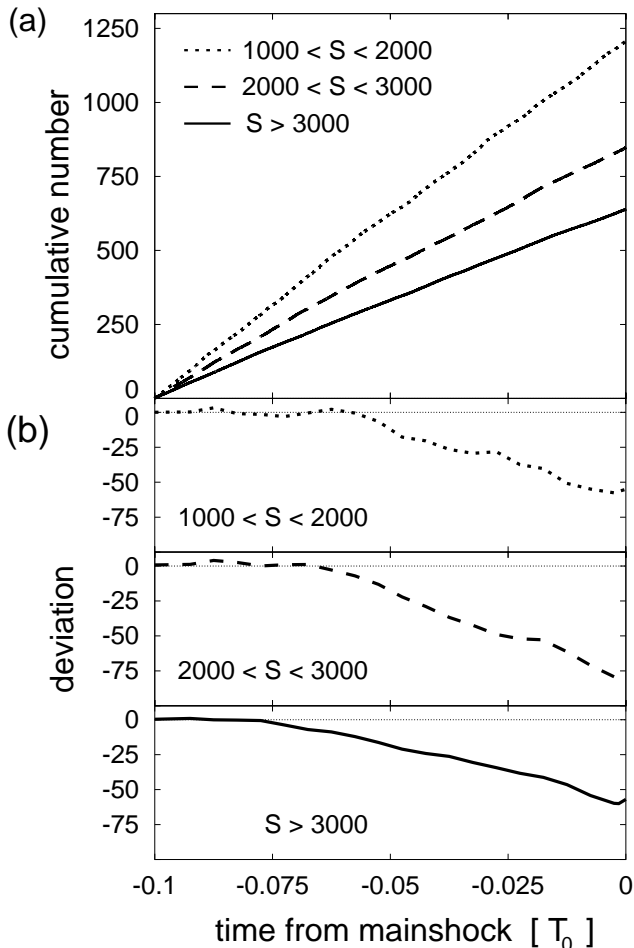 (a)
1250
1000
750
500
250
0
cumulative number
1000 < S < 2000
2000 < S < 3000
S > 3000
(b)
0
-25
-50
-75
1000 < S < 2000
0
-25
-50
-75
2000 < S < 3000
deviation
0
-25
-50
-75
S > 3000
-0.1 -0.075 -0.05 -0.025 0
time from mainshock [ T0 ]